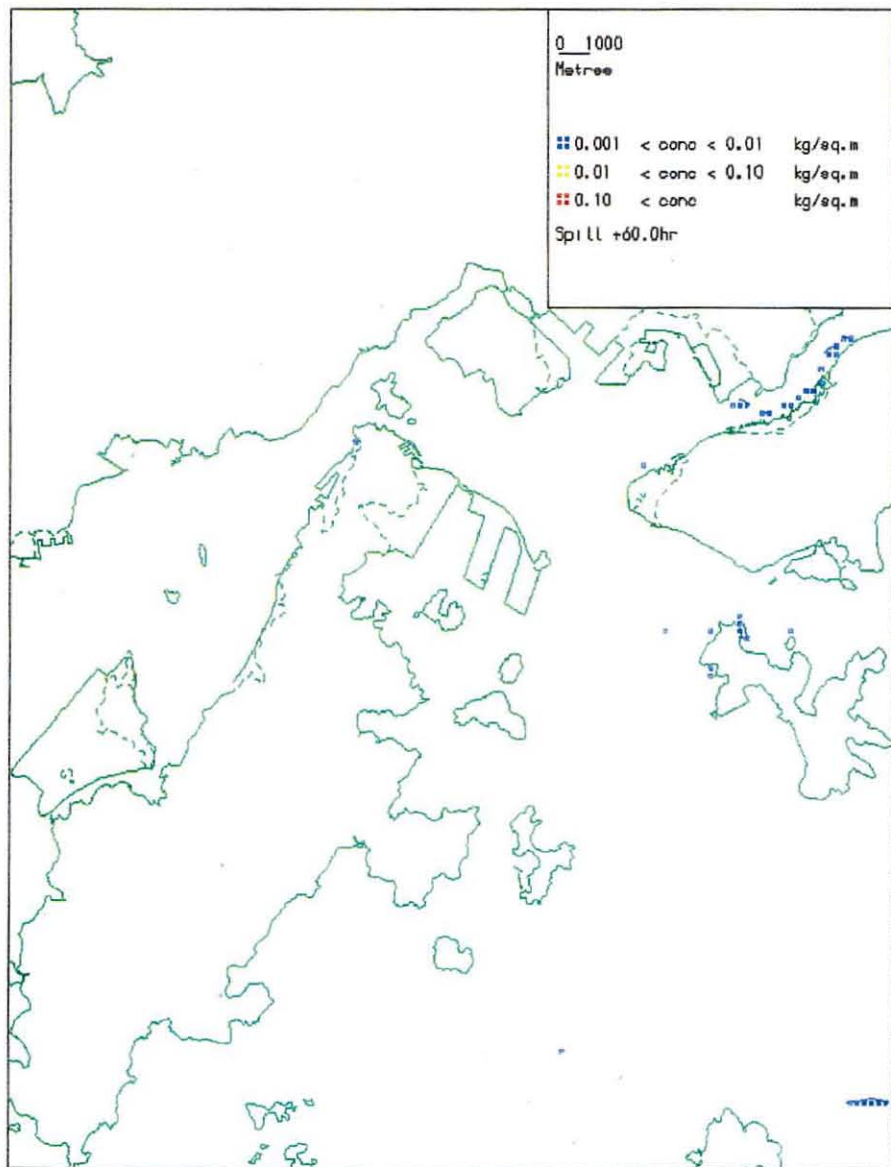 0 1000
Metres
0.001 < conc < 0.01 kg/sq.m
0.01 < conc < 0.10 kg/sq.m
0.10 < conc kg/sq.m
Spill +60.0hr